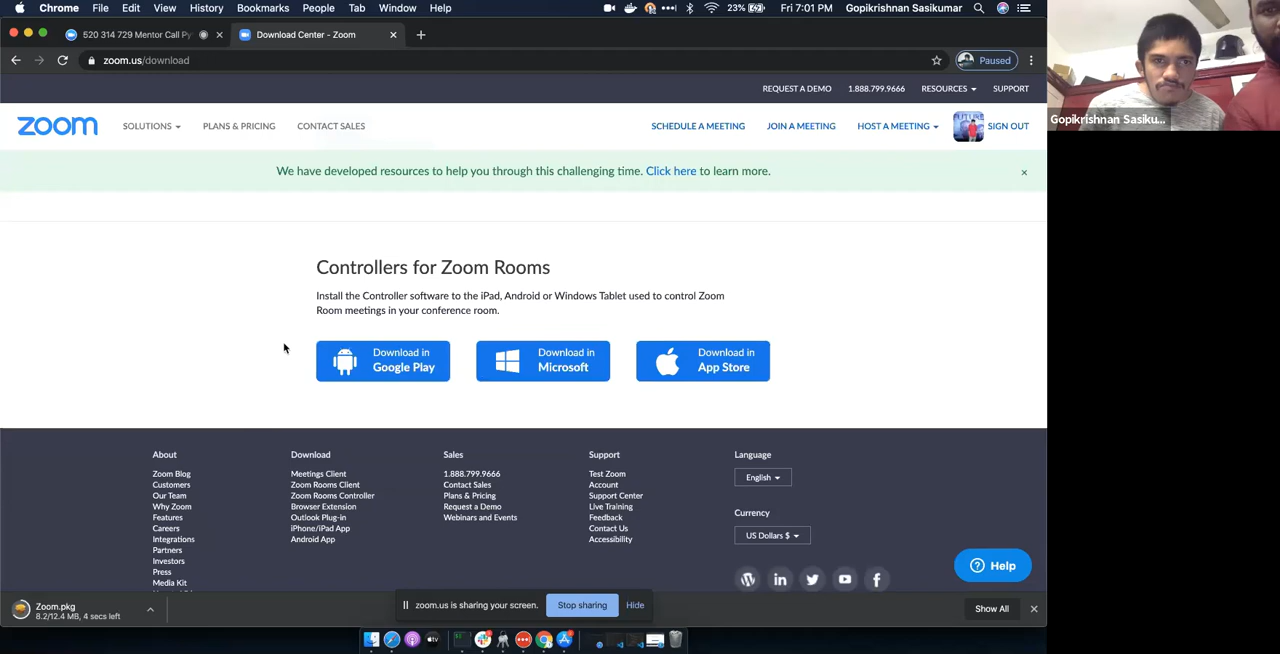 Chrome File Edit View History Bookmarks People Tab Window Help 23% Fri 7:01 PM Gopikrishnan Sasikumar
520 314 729 Mentor Call Py
Download Center - Zoom
zoom.us/download
Paused
REQUEST A DEMO 1.888.799.9666 RESOURCES SUPPORT
zoom SOLUTIONS PLANS & PRICING CONTACT SALES SCHEDULE A MEETING JOIN A MEETING HOST A MEETING SIGN OUT
Gopikrishnan Sasiku...
We have developed resources to help you through this challenging time. Click here to learn more.
Controllers for Zoom Rooms
Install the Controller software to the iPad, Android or Windows Tablet used to control Zoom
Room meetings in your conference room.
Download in
Google Play
Download in
Microsoft
Download in
App Store
About
Zoom Blog
Customers
Our Team
Why Zoom
Features
Careers
Integrations
Partners
Investors
Press
Media Kit
Download
Meetings Client
Zoom Rooms Client
Zoom Rooms Controller
Browser Extension
Outlook Plug-in
iPhone/iPad App
Android App
Sales
1.888.799.9666
Contact Sales
Plans & Pricing
Request a Demo
Webinars and Events
Support
Test Zoom
Account
Support Center
Live Training
Feedback
Contact Us
Accessibility
Language
English
Currency
US Dollars $
Help
Zoom.pkg
8.2/12.4 MB, 4 secs left
zoom.us is sharing your screen. Stop sharing Hide
Show All